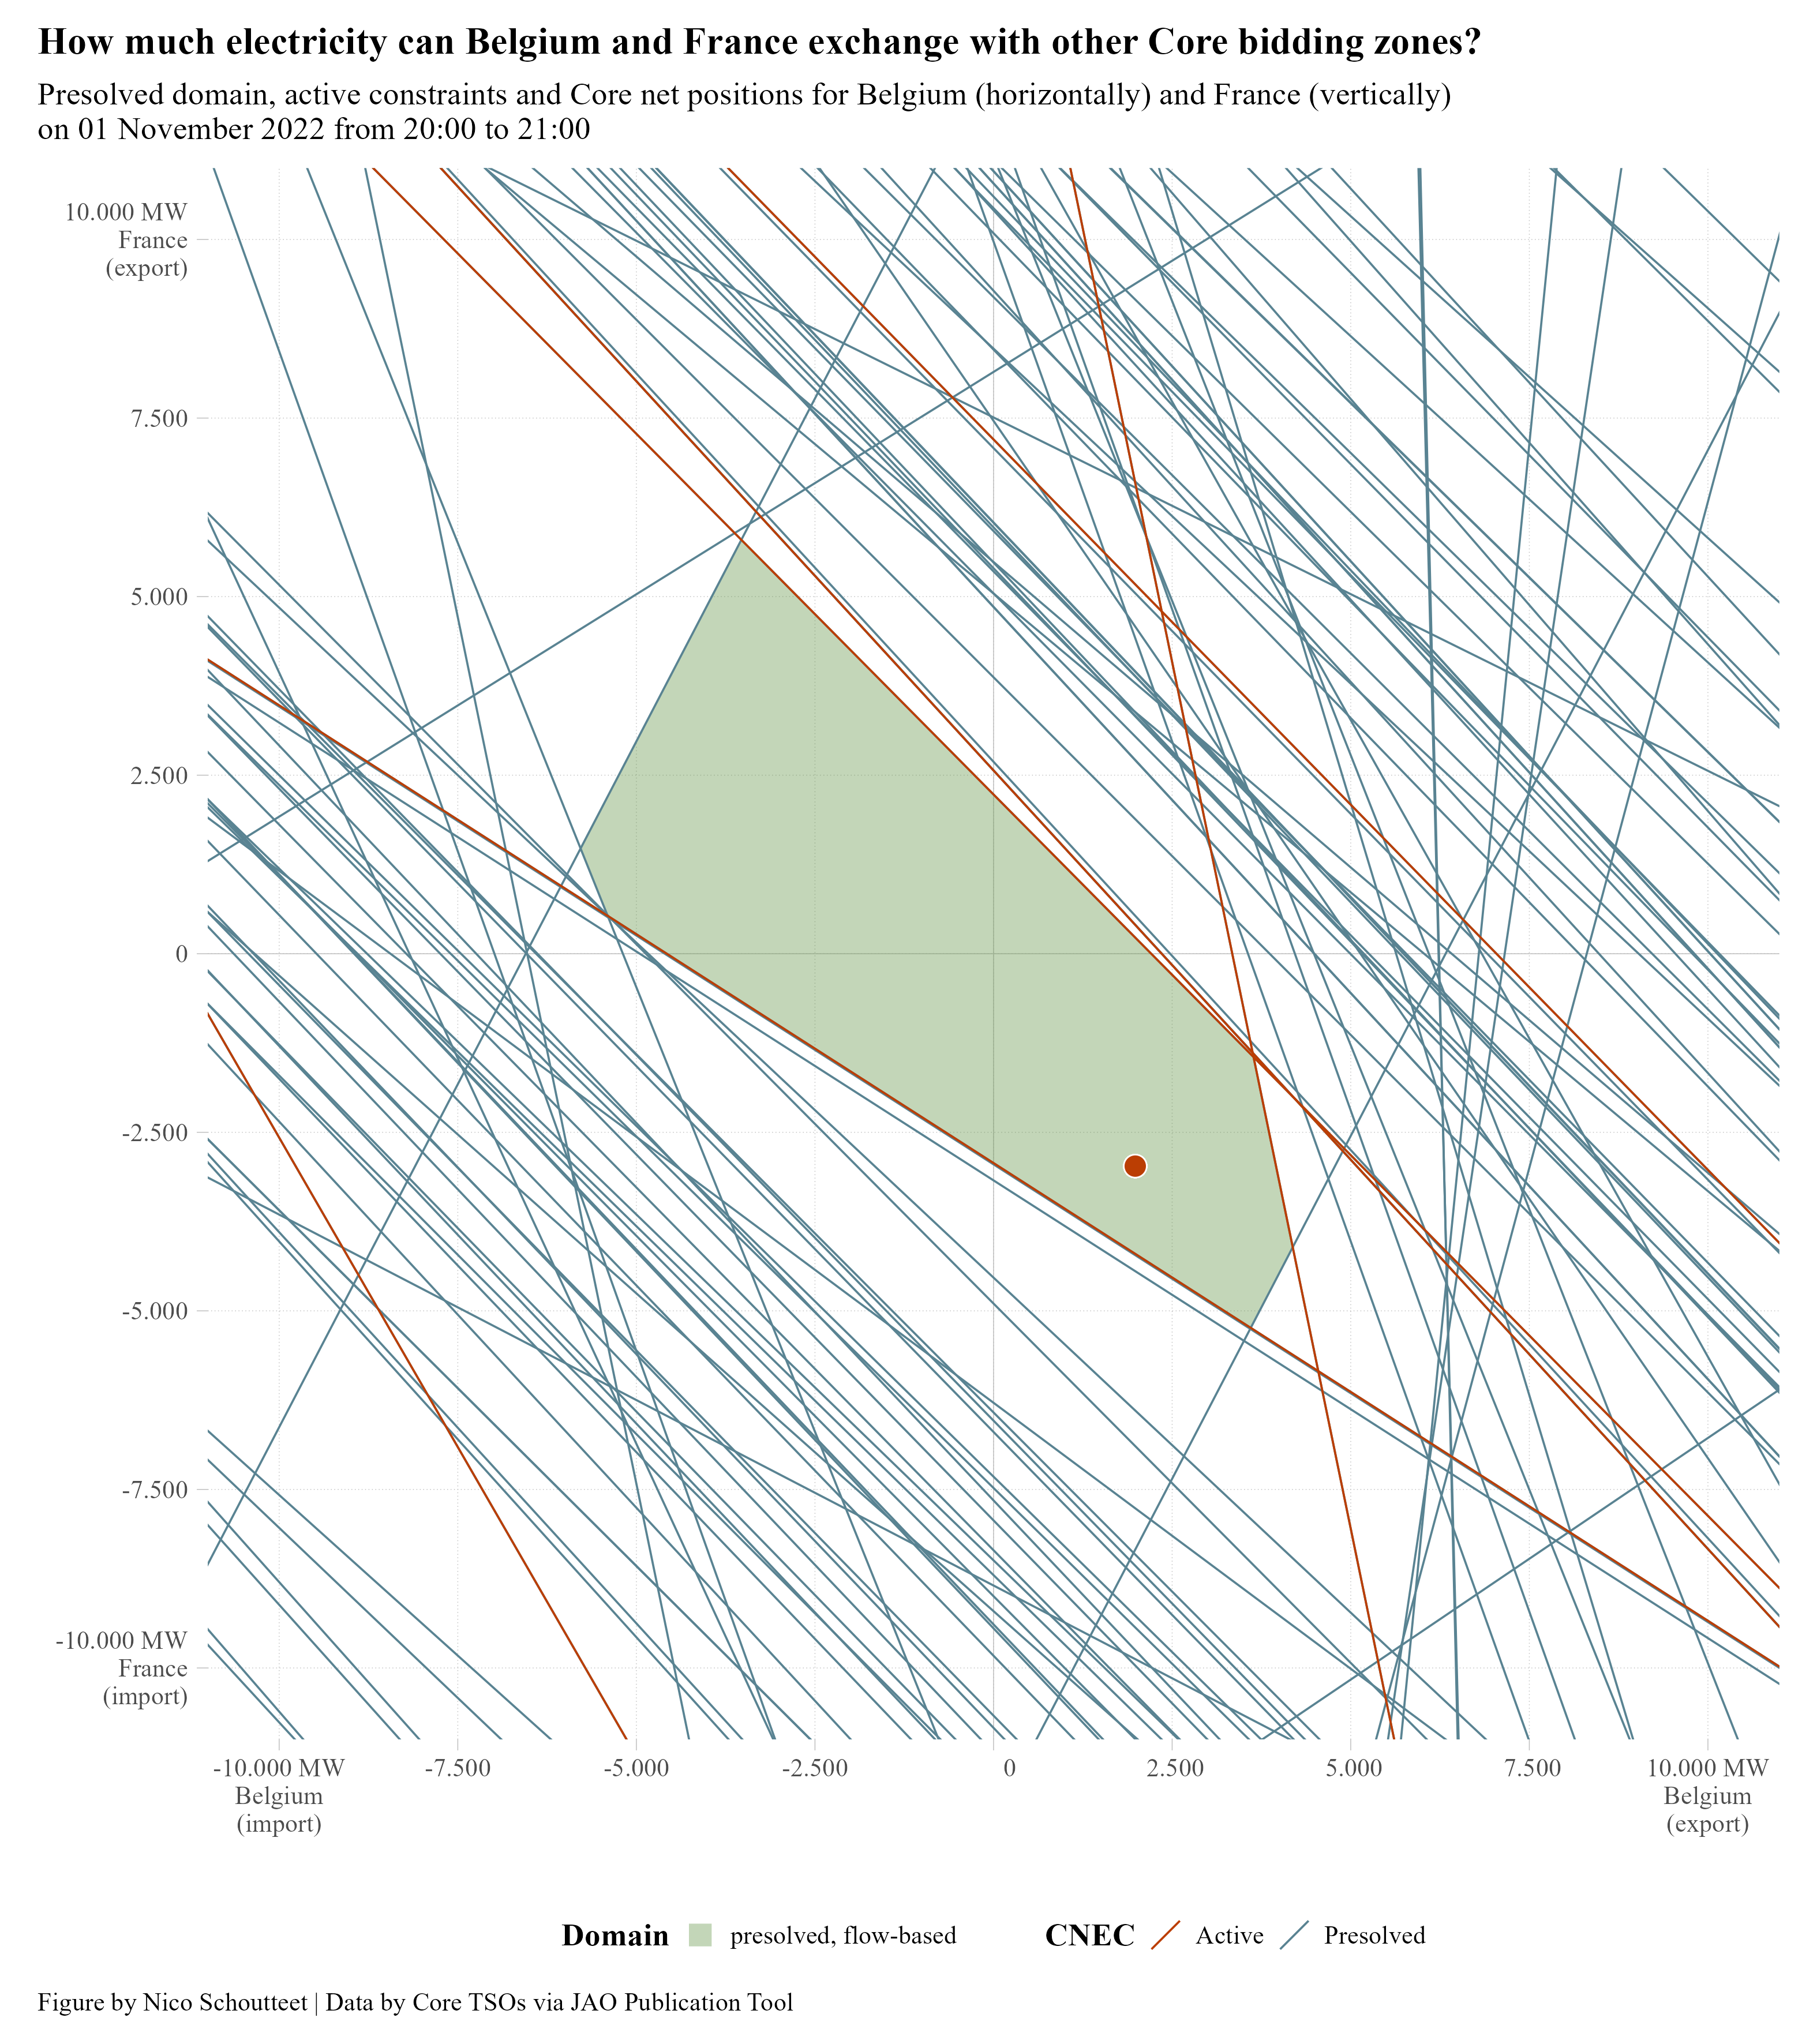 How much electricity can Belgium and France exchange with other Core bidding zones?
Presolved domain, active constraints and Core net positions for Belgium (horizontally) and France (vertically)
on 01 November 2022 from 20:00 to 21:00
10.000 MW
France
(export)
7.500
5.000
2.500
0
-2.500
-5.000
-7.500
-10.000 MW
France
(import)
-10.000 MW
Belgium
(import)
-7.500
-5.000
-2.500
0
2.500
5.000
7.500
10.000 MW
Belgium
(export)
Domain presolved, flow-based CNEC Active Presolved
Figure by Nico Schoutteet | Data by Core TSOs via JAO Publication Tool